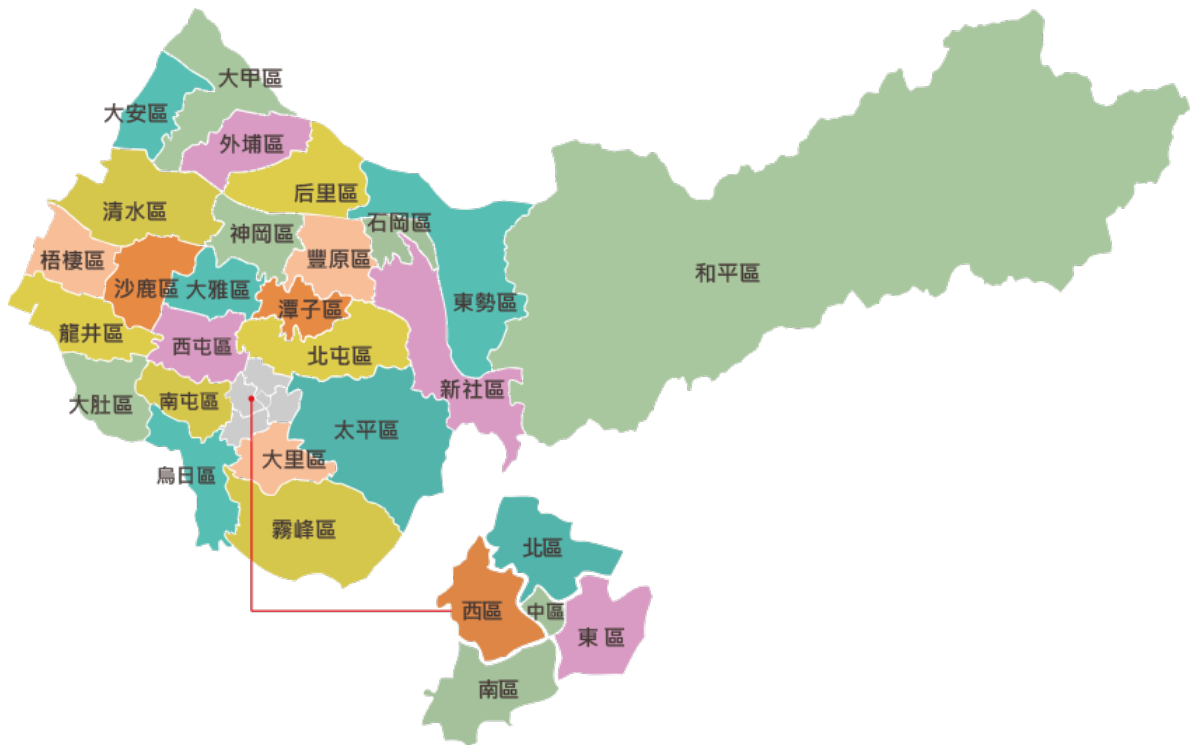 大甲區
大安區
外埔區
后里區
清水區
石岡區
神岡區
梧棲區
豐原區
和平區
沙鹿區
大雅區
東勢區
潭子區
龍井區
西屯區
北屯區
新社區
大肚區
南屯區
太平區
大里區
烏日區
霧峰區
北區
西區
中區
東 區
南區